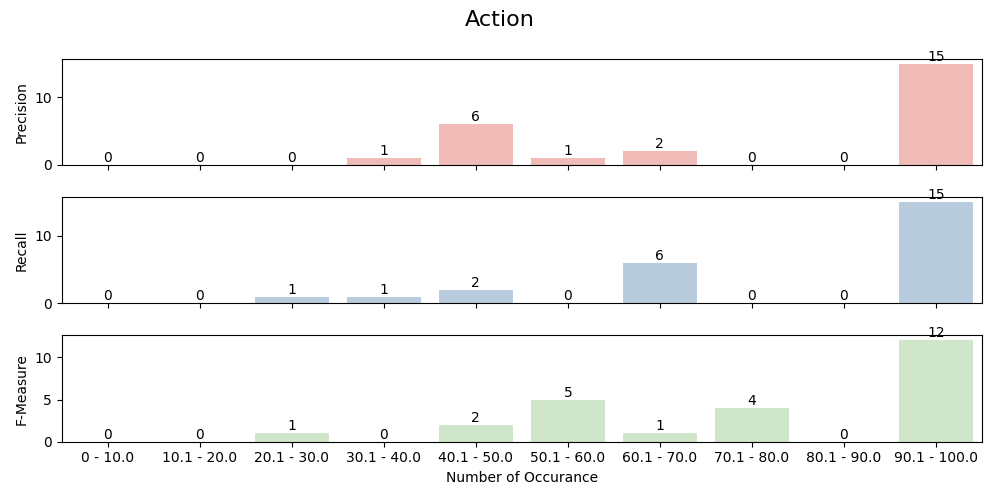 Action
Precision
10
0
0 0 0 1 6 1 2 0 0 15
Recall
10
0
0 0 1 1 2 0 6 0 0 15
F-Measure
10
5
0
0 0 1 0 2 5 1 4 0 12
0 - 10.0 10.1 - 20.0 20.1 - 30.0 30.1 - 40.0 40.1 - 50.0 50.1 - 60.0 60.1 - 70.0 70.1 - 80.0 80.1 - 90.0 90.1 - 100.0
Number of Occurance